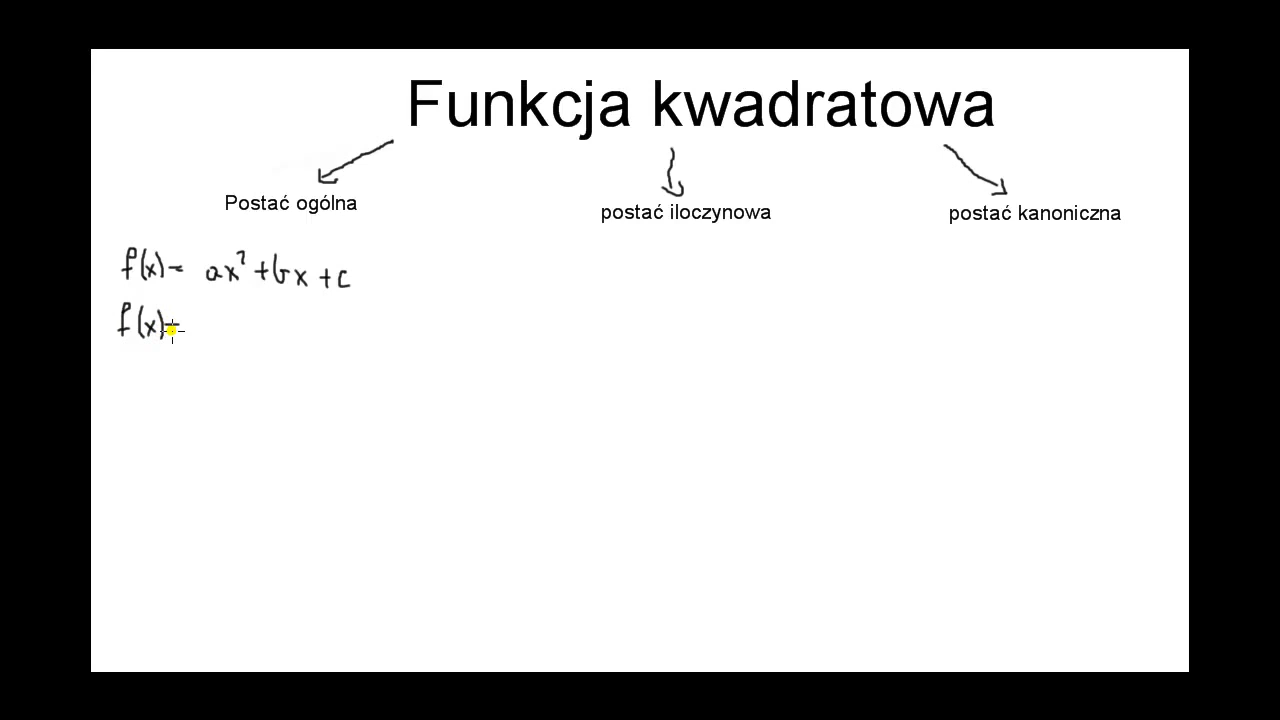 Funkcja kwadratowa
Postać ogólna
postać iloczynowa
postać kanoniczna
f(x)= ax²+bx+c
f(x)=